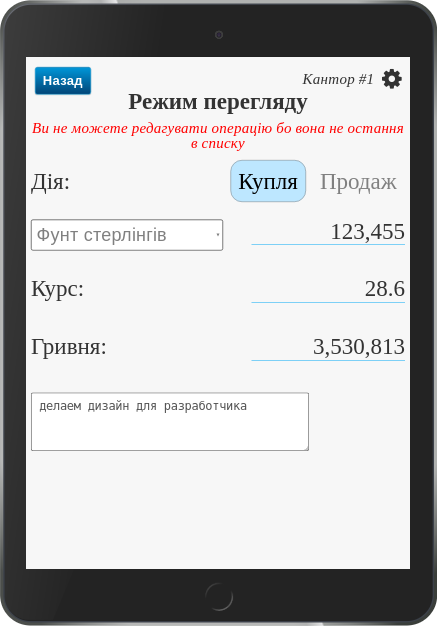 Назад
Кантор #1
Режим перегляду
Ви не можете редагувати операцію бо вона не остання
в списку
Дія:
Купля
Продаж
Фунт стерлінгів
123,455
Курс:
28.6
Гривня:
3,530,813
делаем дизайн для разработчика